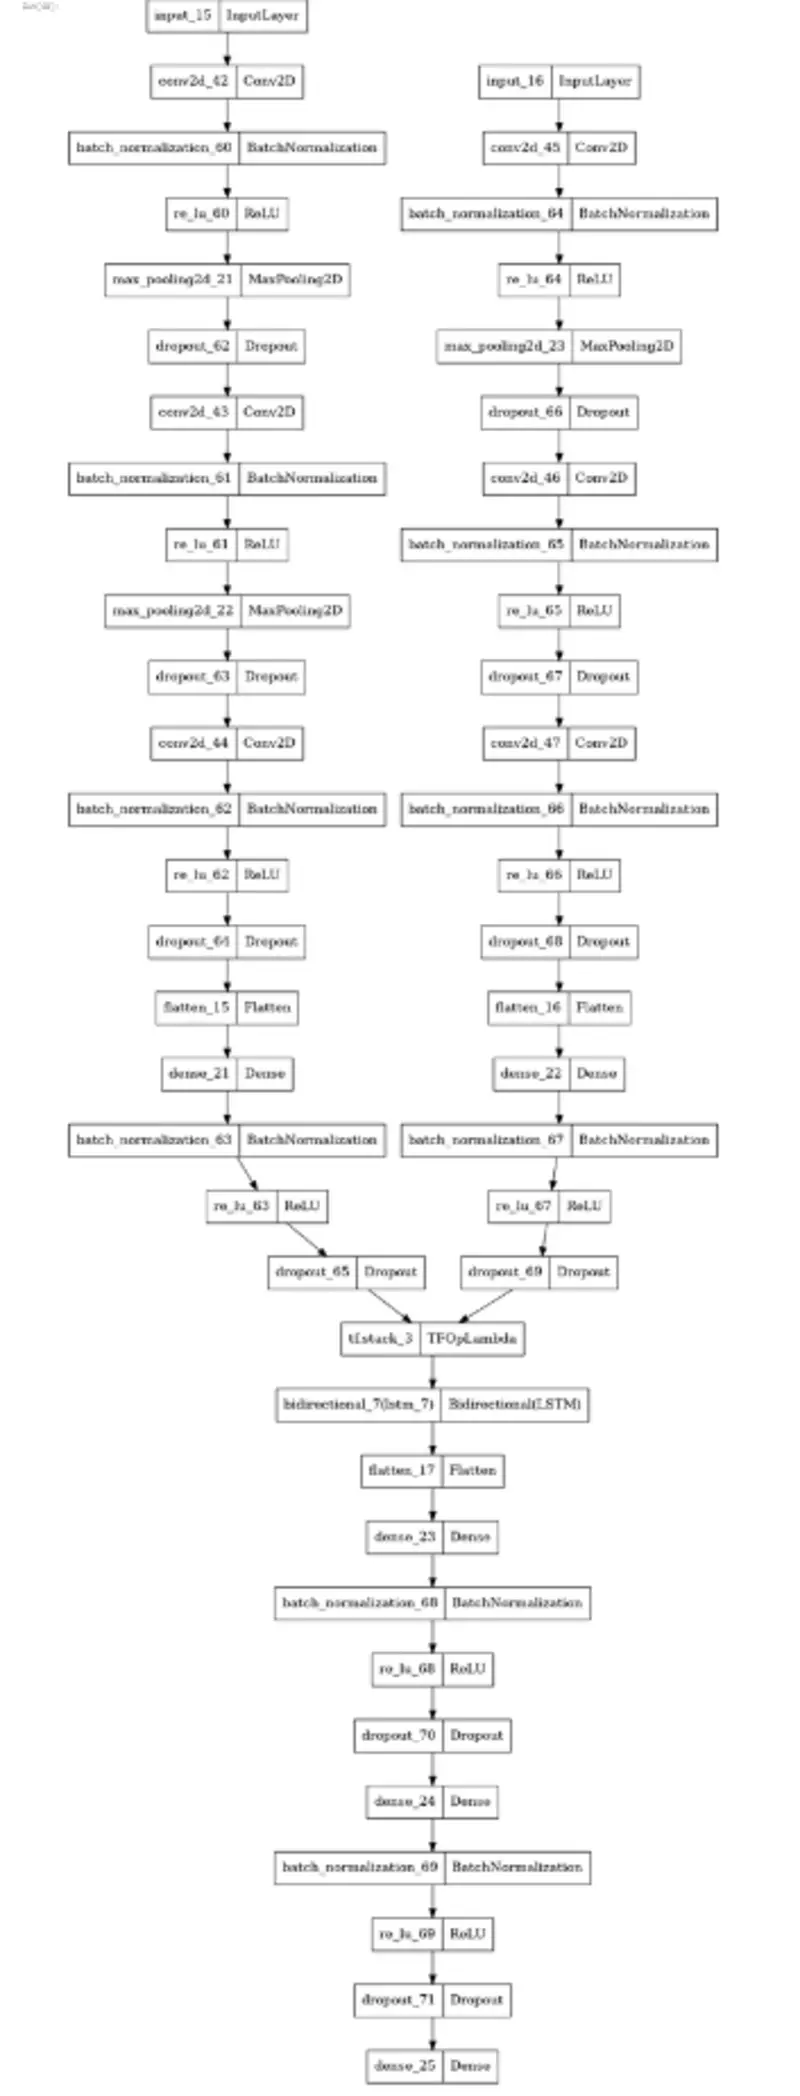 input_15 InputLayer
conv2d_42 Conv2D
input_16 InputLayer
batch_normalization_60 BatchNormalization
conv2d_45 Conv2D
re_lu_60 ReLU
batch_normalization_64 BatchNormalization
max_pooling2d_21 MaxPooling2D
re_lu_64 ReLU
dropout_62 Dropout
max_pooling2d_23 MaxPooling2D
conv2d_43 Conv2D
dropout_66 Dropout
batch_normalization_61 BatchNormalization
conv2d_46 Conv2D
re_lu_61 ReLU
batch_normalization_65 BatchNormalization
max_pooling2d_22 MaxPooling2D
re_lu_65 ReLU
dropout_63 Dropout
dropout_67 Dropout
conv2d_44 Conv2D
conv2d_47 Conv2D
batch_normalization_62 BatchNormalization
batch_normalization_66 BatchNormalization
re_lu_62 ReLU
re_lu_66 ReLU
dropout_64 Dropout
dropout_68 Dropout
flatten_15 Flatten
flatten_16 Flatten
dense_21 Dense
dense_22 Dense
batch_normalization_63 BatchNormalization
batch_normalization_67 BatchNormalization
re_lu_63 ReLU
re_lu_67 ReLU
dropout_65 Dropout
dropout_69 Dropout
tf.stack_3 TFOpLambda
bidirectional_7(lstm_7) Bidirectional(LSTM)
flatten_17 Flatten
dense_23 Dense
batch_normalization_68 BatchNormalization
re_lu_68 ReLU
dropout_70 Dropout
dense_24 Dense
batch_normalization_69 BatchNormalization
re_lu_69 ReLU
dropout_71 Dropout
dense_25 Dense